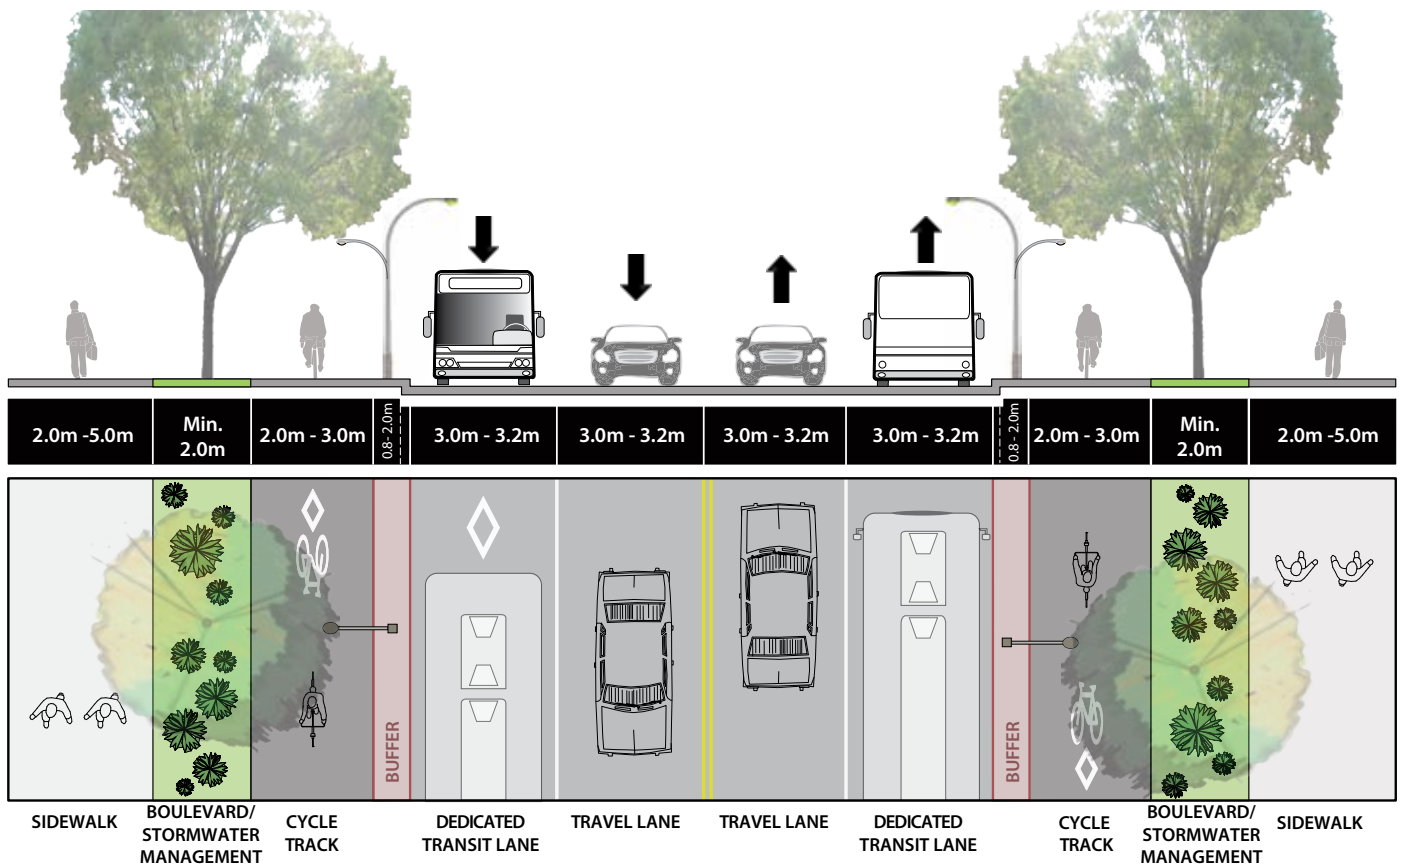 2.0m -5.0m
Min.
2.0m
2.0m - 3.0m
0.8- 2.0m
3.0m - 3.2m
3.0m - 3.2m
3.0m - 3.2m
3.0m - 3.2m
0.8 - 2.0m
2.0m - 3.0m
Min.
2.0m
2.0m -5.0m
BUFFER
BUFFER
SIDEWALK
BOULEVARD/
STORMWATER
MANAGEMENT
CYCLE
TRACK
DEDICATED
TRANSIT LANE
TRAVEL LANE
TRAVEL LANE
DEDICATED
TRANSIT LANE
CYCLE
TRACK
BOULEVARD/
STORMWATER
MANAGEMENT
SIDEWALK